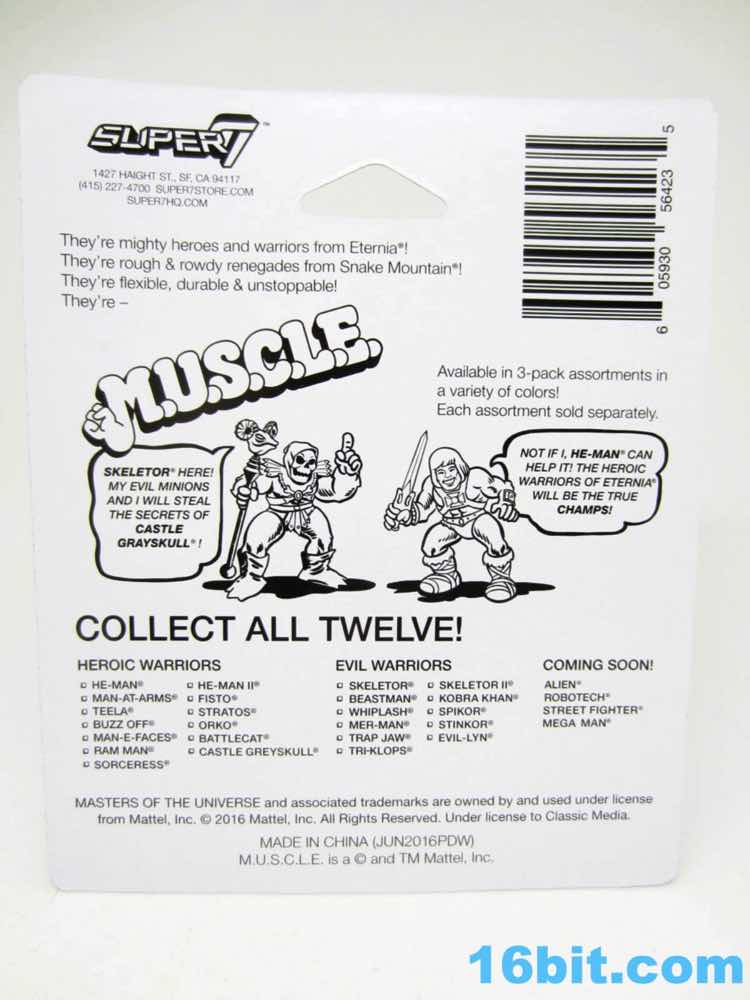 SUPER7™
1427 HAIGHT ST., SF, CA 94117
(415) 227-4700 SUPER7STORE.COM
SUPER7HQ.COM
6 05930 56423 5
They're mighty heroes and warriors from Eternia®!
They're rough & rowdy renegades from Snake Mountain®!
They're flexible, durable & unstoppable!
They're –
M.U.S.C.L.E.
Available in 3-pack assortments in
a variety of colors!
Each assortment sold separately.
SKELETOR® HERE!
MY EVIL MINIONS
AND I WILL STEAL
THE SECRETS OF
CASTLE
GRAYSKULL®!
NOT IF I, HE-MAN® CAN
HELP IT! THE HEROIC
WARRIORS OF ETERNIA®
WILL BE THE TRUE
CHAMPS!
COLLECT ALL TWELVE!
HEROIC WARRIORS
HE-MAN®
MAN-AT-ARMS®
TEELA®
BUZZ OFF®
MAN-E-FACES®
RAM MAN®
SORCERESS®
HE-MAN II®
FISTO®
STRATOS®
ORKO®
BATTLECAT®
CASTLE GREYSKULL®
EVIL WARRIORS
SKELETOR®
BEASTMAN®
WHIPLASH®
MER-MAN®
TRAP JAW®
TRI-KLOPS®
SKELETOR II®
KOBRA KHAN®
SPIKOR®
STINKOR®
EVIL-LYN®
COMING SOON!
ALIEN®
ROBOTECH®
STREET FIGHTER®
MEGA MAN®
MASTERS OF THE UNIVERSE and associated trademarks are owned by and used under license
from Mattel, Inc. © 2016 Mattel, Inc. All Rights Reserved. Under license to Classic Media.
MADE IN CHINA (JUN2016PDW)
M.U.S.C.L.E. is a © and TM Mattel, Inc.
16bit.com